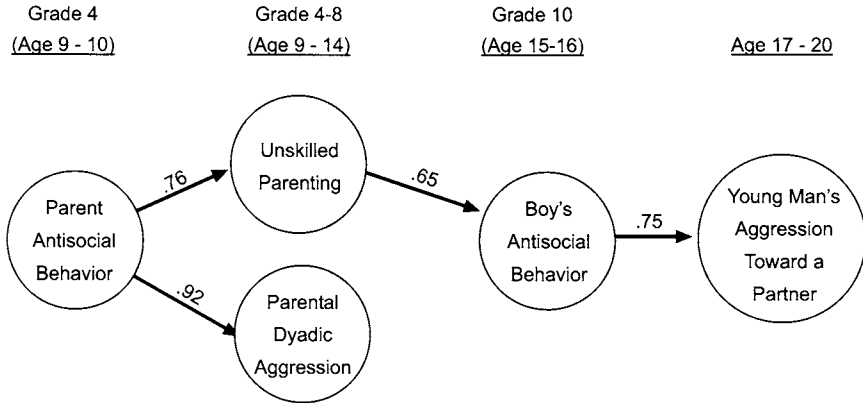 Grade 4
(Age 9 - 10)
Grade 4-8
(Age 9 - 14)
Grade 10
(Age 15-16)
Age 17 - 20
Parent
Antisocial
Behavior
.76
.92
Unskilled
Parenting
Parental
Dyadic
Aggression
.65
Boy's
Antisocial
Behavior
.75
Young Man's
Aggression
Toward a
Partner